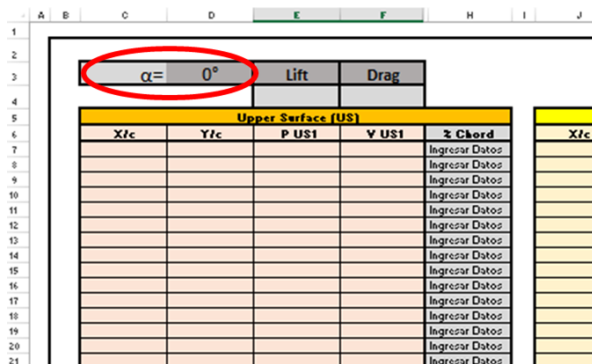 A B C D E F H I J
1
2
3 α= 0° Lift Drag
4
5 Upper Surface (US)
6 X/c Y/c P US1 V US1 % Chord X/c
7 Ingresar Datos
8 Ingresar Datos
9 Ingresar Datos
10 Ingresar Datos
11 Ingresar Datos
12 Ingresar Datos
13 Ingresar Datos
14 Ingresar Datos
15 Ingresar Datos
16 Ingresar Datos
17 Ingresar Datos
18 Ingresar Datos
19 Ingresar Datos
20 Ingresar Datos
21 Ingresar Datos